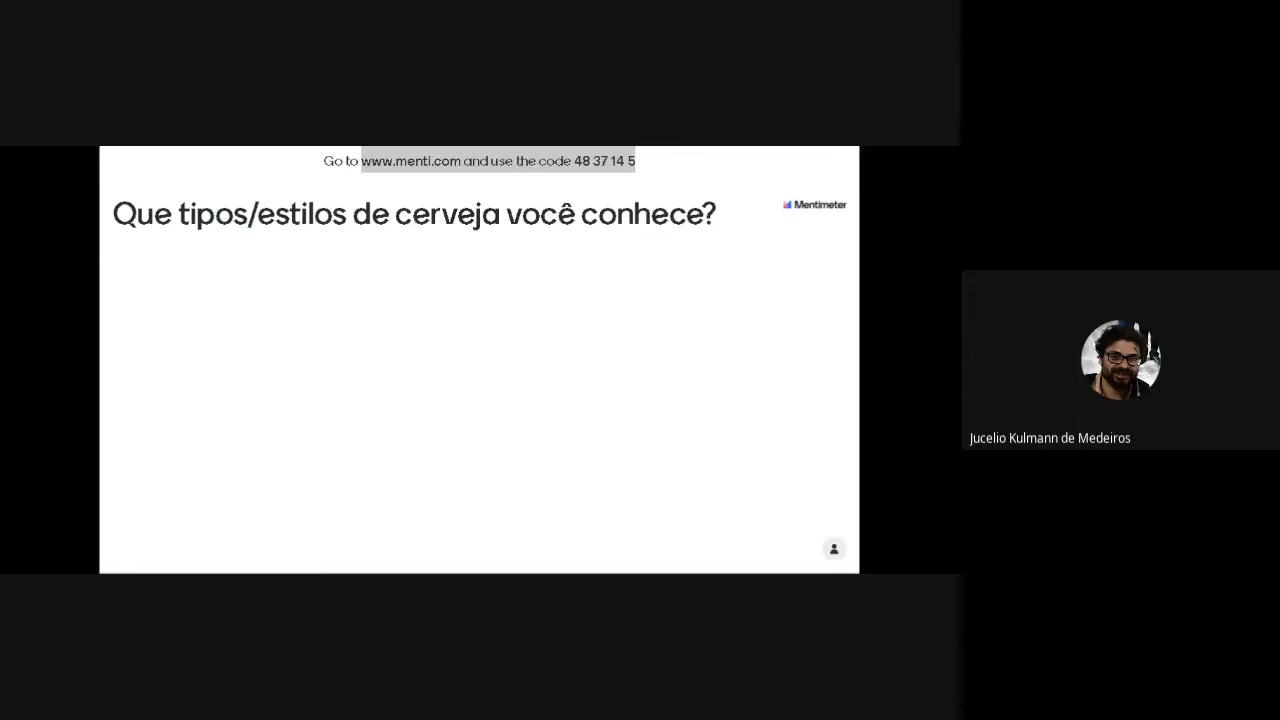 Go to www.menti.com and use the code 48 37 14 5
Que tipos/estilos de cerveja você conhece?
Mentimeter
Jucelio Kulmann de Medeiros